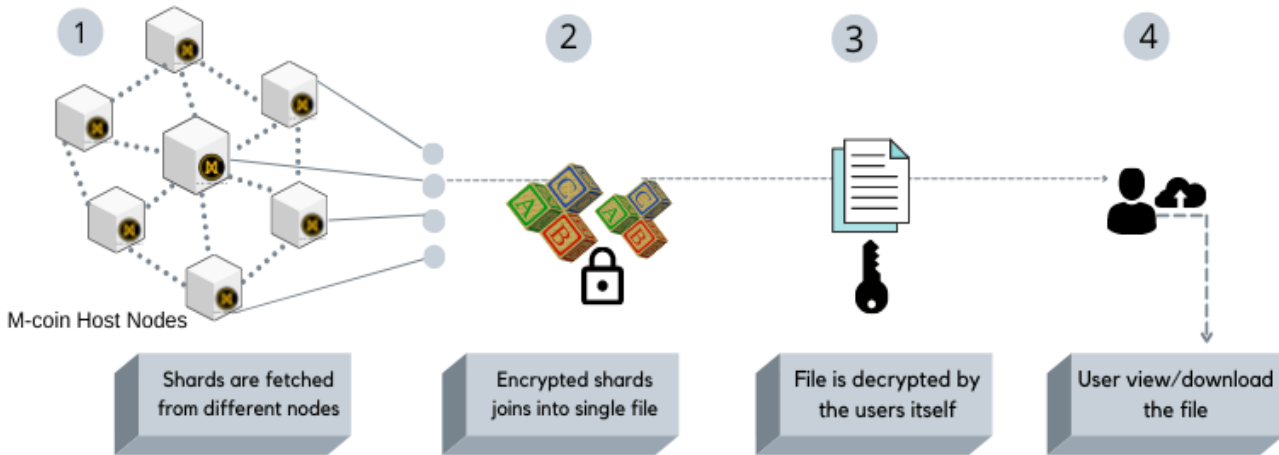 1
2
3
4
M-coin Host Nodes
Shards are fetched
from different nodes
Encrypted shards
joins into single file
File is decrypted by
the users itself
User view/download
the file
M
M
M
M
M
M
M
A
C
B
A
C
B